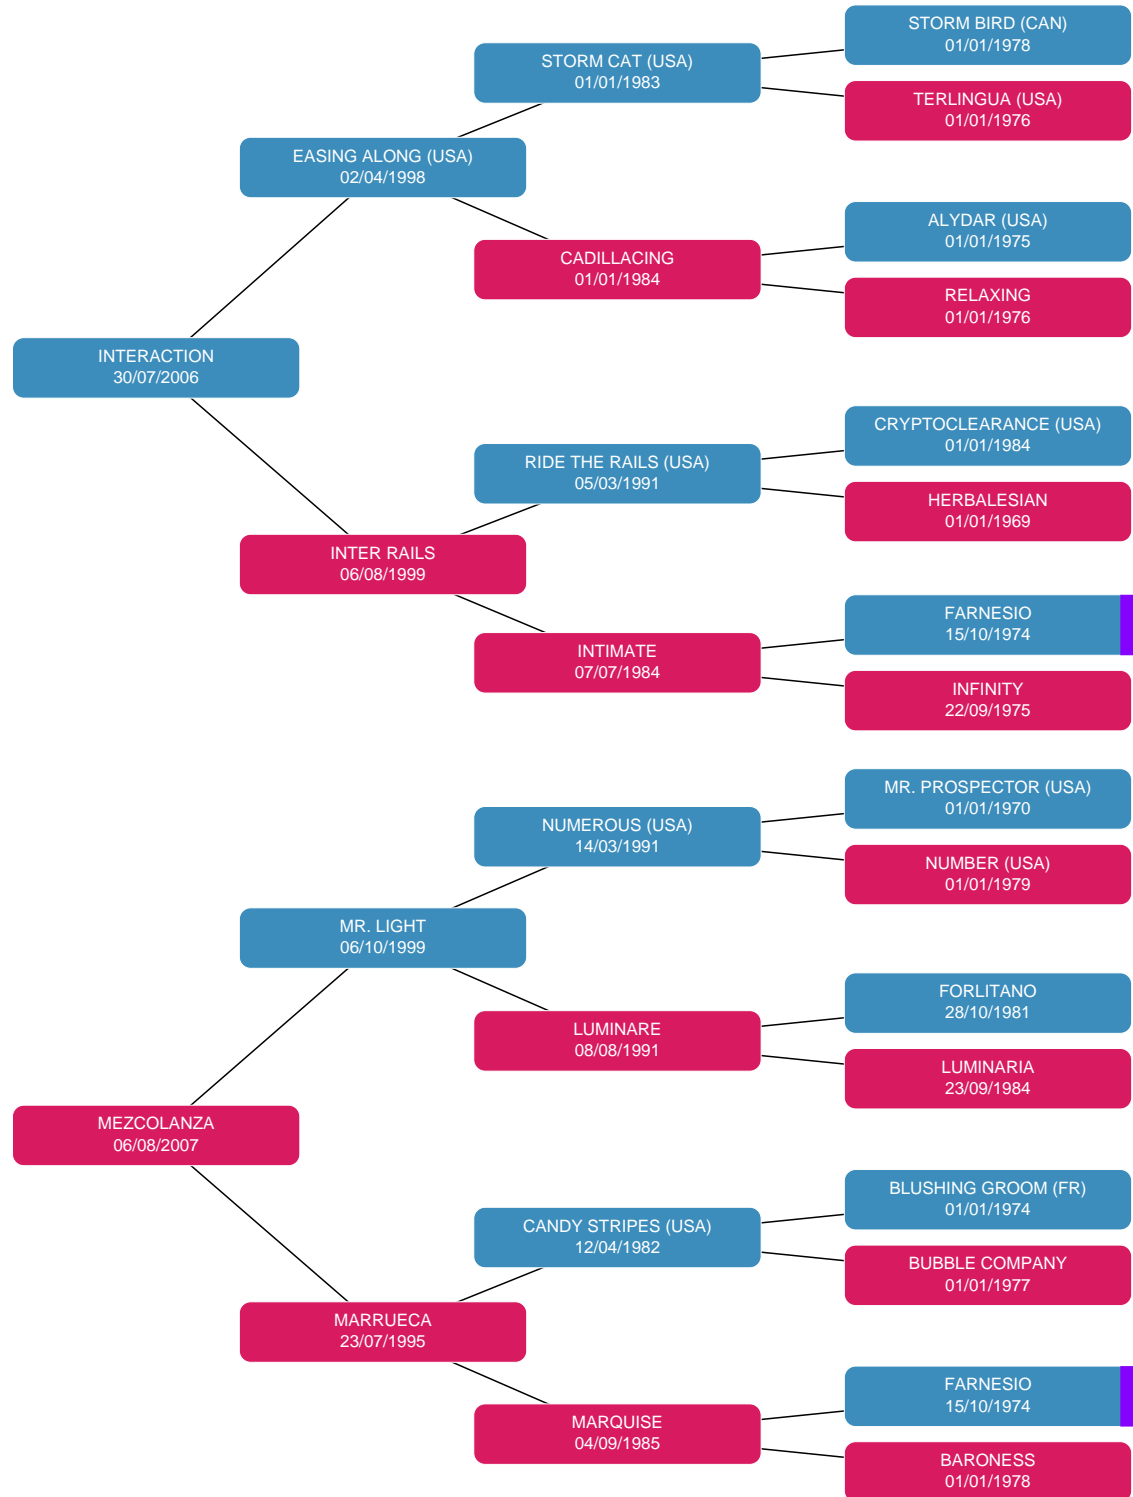 STORM BIRD (CAN)
01/01/1978
STORM CAT (USA)
01/01/1983
TERLINGUA (USA)
01/01/1976
EASING ALONG (USA)
02/04/1998
ALYDAR (USA)
01/01/1975
CADILLACING
01/01/1984
RELAXING
01/01/1976
INTERACTION
30/07/2006
CRYPTOCLEARANCE (USA)
01/01/1984
RIDE THE RAILS (USA)
05/03/1991
HERBALESIAN
01/01/1969
INTER RAILS
06/08/1999
FARNESIO
15/10/1974
INTIMATE
07/07/1984
INFINITY
22/09/1975
MR. PROSPECTOR (USA)
01/01/1970
NUMEROUS (USA)
14/03/1991
NUMBER (USA)
01/01/1979
MR. LIGHT
06/10/1999
FORLITANO
28/10/1981
LUMINARE
08/08/1991
LUMINARIA
23/09/1984
MEZCOLANZA
06/08/2007
BLUSHING GROOM (FR)
01/01/1974
CANDY STRIPES (USA)
12/04/1982
BUBBLE COMPANY
01/01/1977
MARRUECA
23/07/1995
FARNESIO
15/10/1974
MARQUISE
04/09/1985
BARONESS
01/01/1978